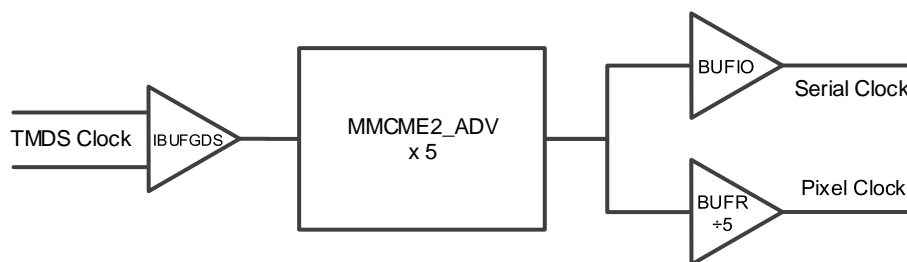 TMDS Clock
IBUFGDS
MMCME2_ADV
x 5
BUFIO
Serial Clock
BUFR
÷5
Pixel Clock